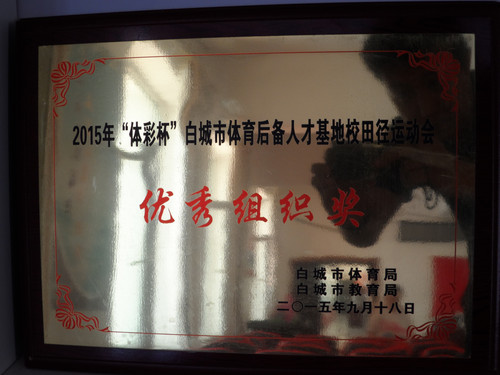 2015年“体彩杯”白城市体育后备人才基地校田径运动会
优秀组织奖
白城市体育局
白城市教育局
二〇一五年九月十八日